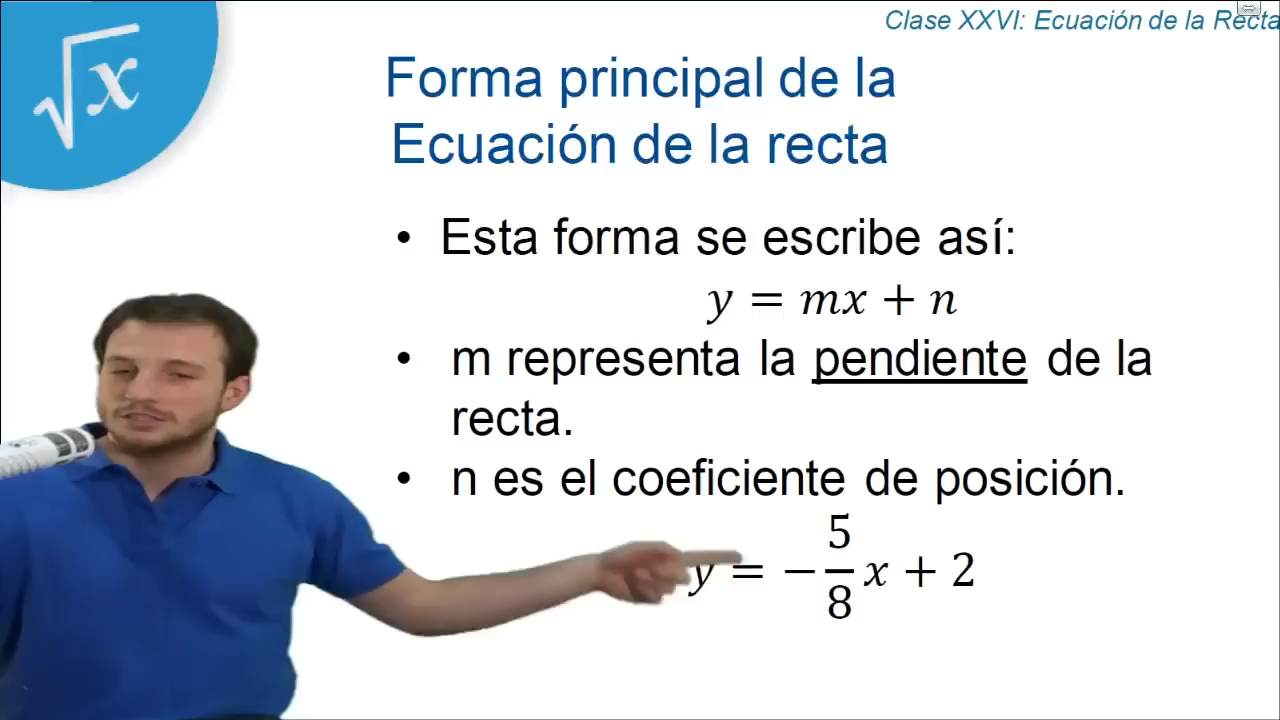 Clase XXVI: Ecuación de la Recta
√x
Forma principal de la
Ecuación de la recta
• Esta forma se escribe así:
y = mx + n
• m representa la pendiente de la
recta.
• n es el coeficiente de posición.
y = −5/8 x + 2